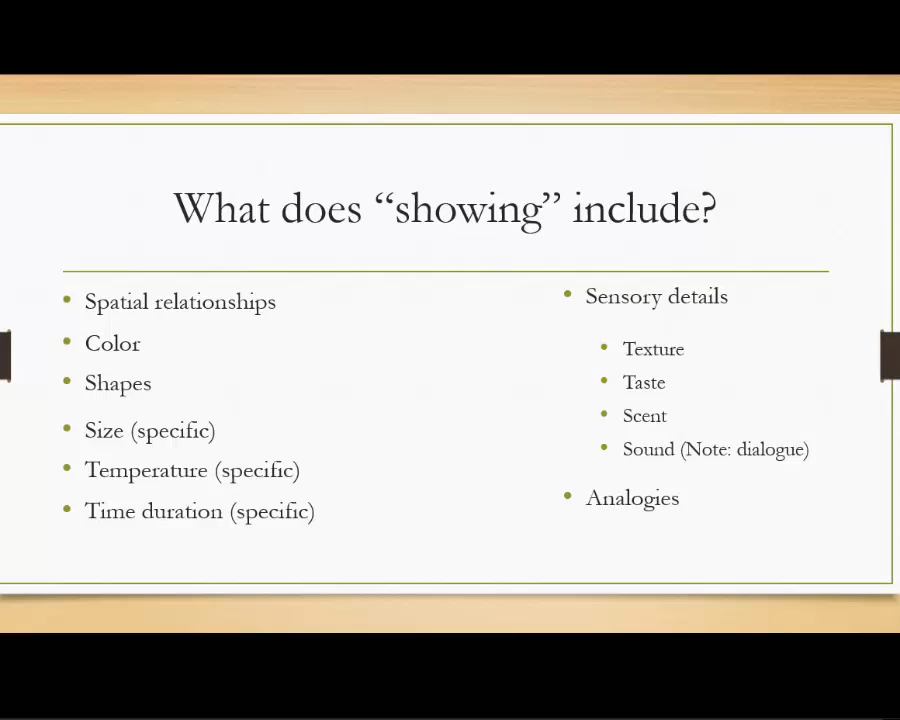 What does “showing” include?
Spatial relationships
Color
Shapes
Size (specific)
Temperature (specific)
Time duration (specific)
Sensory details
Texture
Taste
Scent
Sound (Note: dialogue)
Analogies